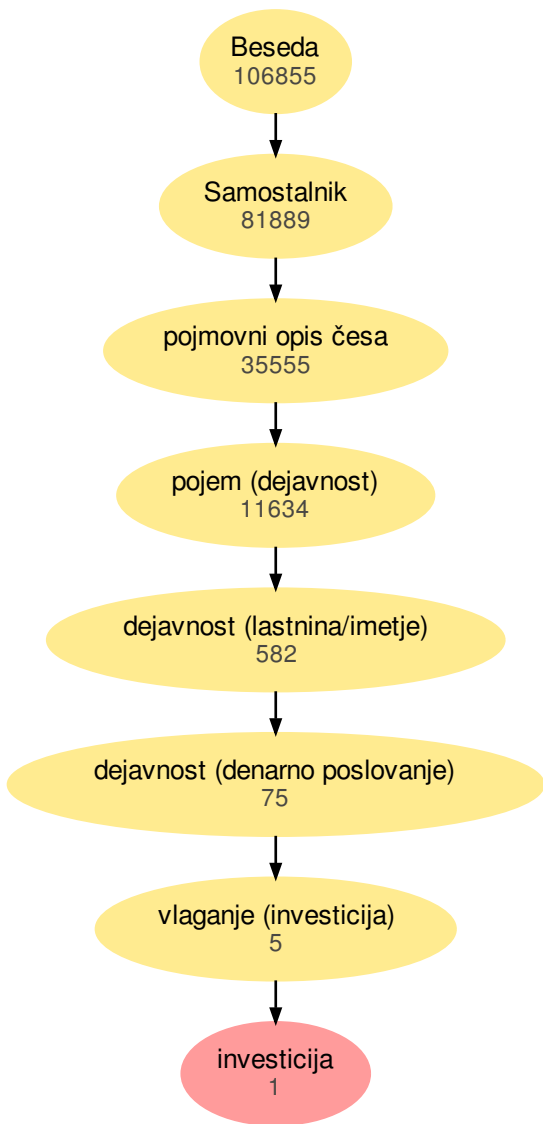 Beseda
106855
Samostalnik
81889
pojmovni opis česa
35555
pojem (dejavnost)
11634
dejavnost (lastnina/imetje)
582
dejavnost (denarno poslovanje)
75
vlaganje (investicija)
5
investicija
1